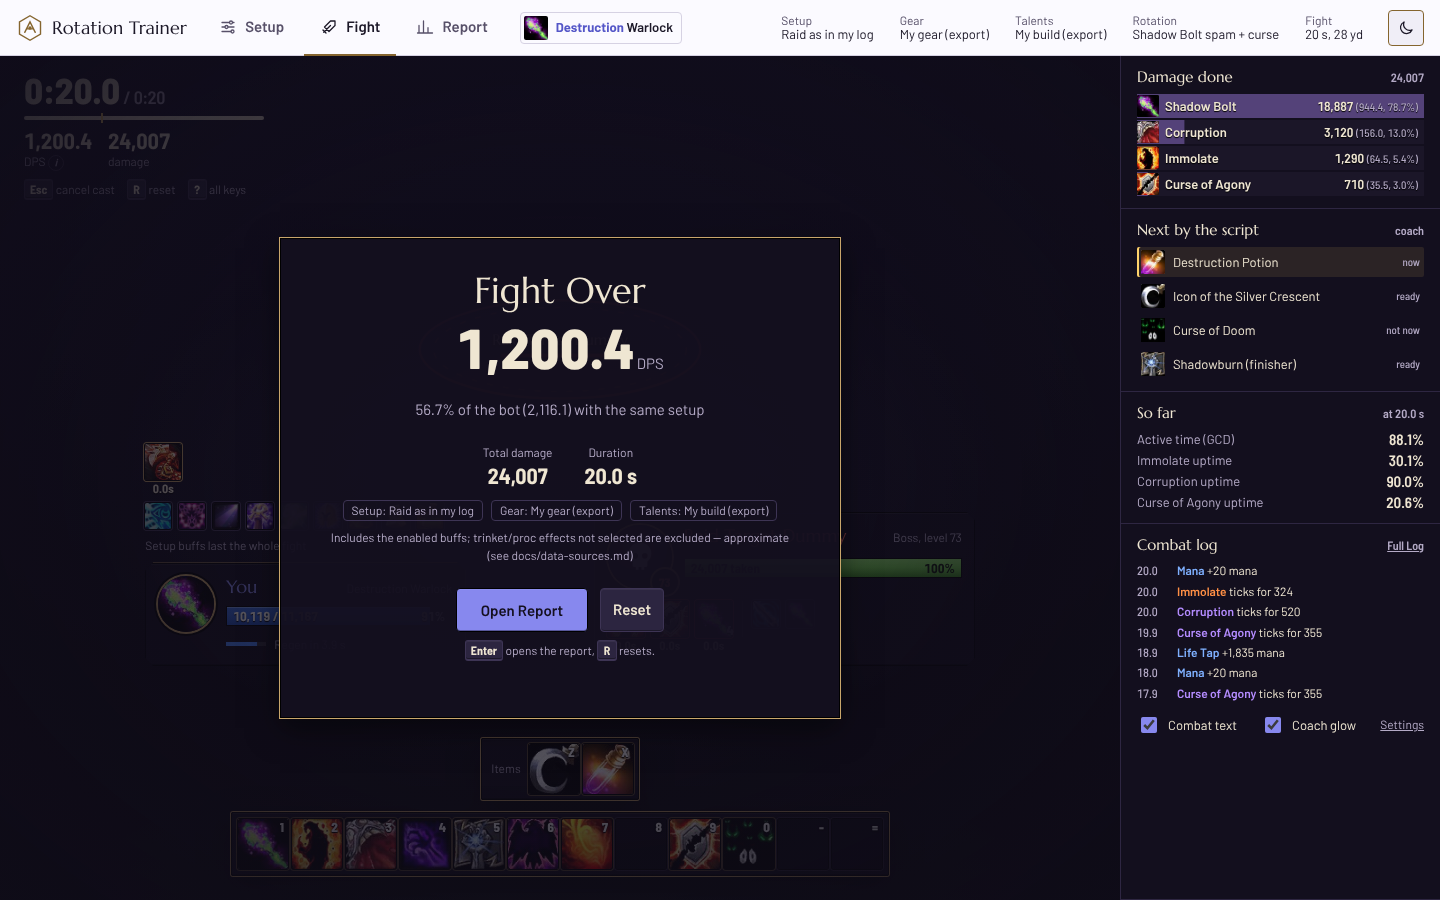 Rotation Trainer
Setup
Fight
Report
Destruction Warlock
Setup
Raid as in my log
Gear
My gear (export)
Talents
My build (export)
Rotation
Shadow Bolt spam + curse
Fight
20 s, 28 yd
0:20.0 / 0:20
1,200.4 24,007
DPS i damage
Esc cancel cast R reset ? all keys
Fight Over
1,200.4 DPS
56.7% of the bot (2,116.1) with the same setup
Total damage
24,007
Duration
20.0 s
Setup: Raid as in my log
Gear: My gear (export)
Talents: My build (export)
Includes the enabled buffs; trinket/proc effects not selected are excluded — approximate
(see docs/data-sources.md)
Open Report
Reset
Enter opens the report, R resets.
0.0s
Setup buffs last the whole
You
10,119 /
Boss, level 73
100%
Items
2
1 2 3 4 5 6 7 8 9 0 - =
Damage done 24,007
Shadow Bolt 18,887 (944.4, 78.7%)
Corruption 3,120 (156.0, 13.0%)
Immolate 1,290 (64.5, 5.4%)
Curse of Agony 710 (35.5, 3.0%)
Next by the script coach
Destruction Potion now
Icon of the Silver Crescent ready
Curse of Doom not now
Shadowburn (finisher) ready
So far at 20.0 s
Active time (GCD) 88.1%
Immolate uptime 30.1%
Corruption uptime 90.0%
Curse of Agony uptime 20.6%
Combat log Full Log
20.0 Mana +20 mana
20.0 Immolate ticks for 324
20.0 Corruption ticks for 520
19.9 Curse of Agony ticks for 355
18.9 Life Tap +1,835 mana
18.0 Mana +20 mana
17.9 Curse of Agony ticks for 355
Combat text
Coach glow
Settings